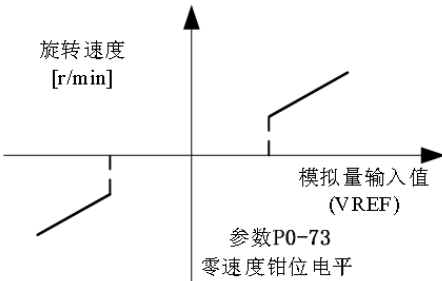 旋转速度
[r/min]
模拟量输入值
(VREF)
参数P0-73
零速度钳位电平